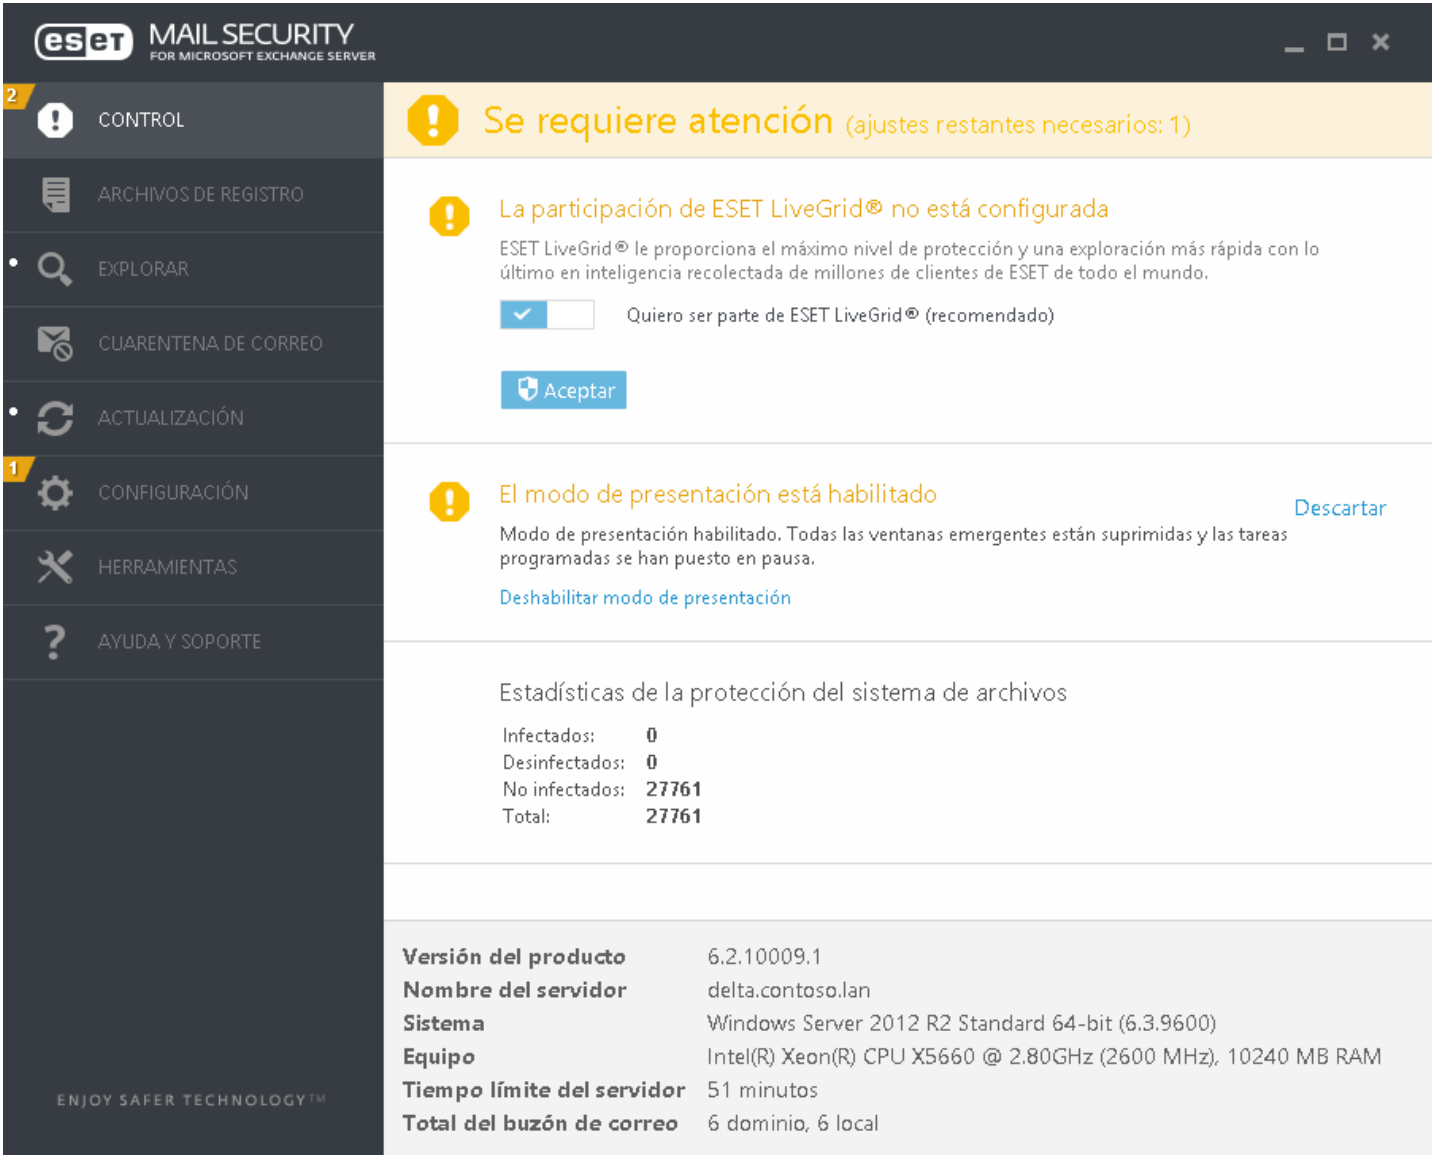 eset MAIL SECURITY
FOR MICROSOFT EXCHANGE SERVER
2
CONTROL
ARCHIVOS DE REGISTRO
EXPLORAR
CUARENTENA DE CORREO
ACTUALIZACIÓN
1
CONFIGURACIÓN
HERRAMIENTAS
AYUDA Y SOPORTE
ENJOY SAFER TECHNOLOGY™
Se requiere atención (ajustes restantes necesarios: 1)
La participación de ESET LiveGrid® no está configurada
ESET LiveGrid® le proporciona el máximo nivel de protección y una exploración más rápida con lo
último en inteligencia recolectada de millones de clientes de ESET de todo el mundo.
Quiero ser parte de ESET LiveGrid® (recomendado)
Aceptar
El modo de presentación está habilitado
Descartar
Modo de presentación habilitado. Todas las ventanas emergentes están suprimidas y las tareas
programadas se han puesto en pausa.
Deshabilitar modo de presentación
Estadísticas de la protección del sistema de archivos
Infectados: 0
Desinfectados: 0
No infectados: 27761
Total: 27761
Versión del producto 6.2.10009.1
Nombre del servidor delta.contoso.lan
Sistema Windows Server 2012 R2 Standard 64-bit (6.3.9600)
Equipo Intel(R) Xeon(R) CPU X5660 @ 2.80GHz (2600 MHz), 10240 MB RAM
Tiempo límite del servidor 51 minutos
Total del buzón de correo 6 dominio, 6 local